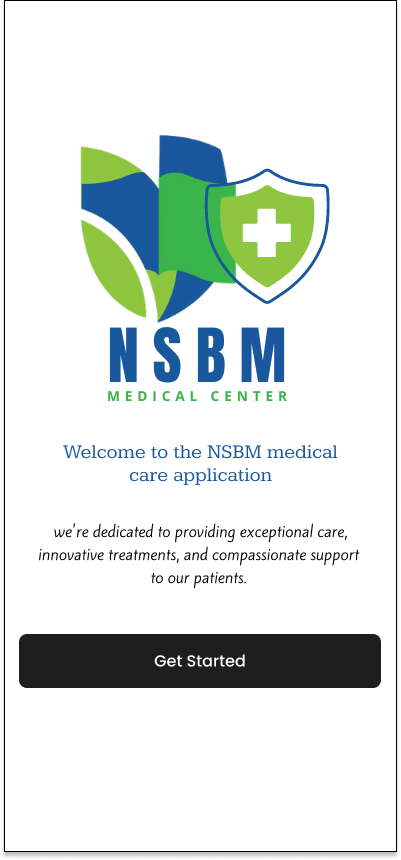 NSBM
MEDICAL CENTER
Welcome to the NSBM medical
care application
we're dedicated to providing exceptional care,
innovative treatments, and compassionate support
to our patients.
Get Started